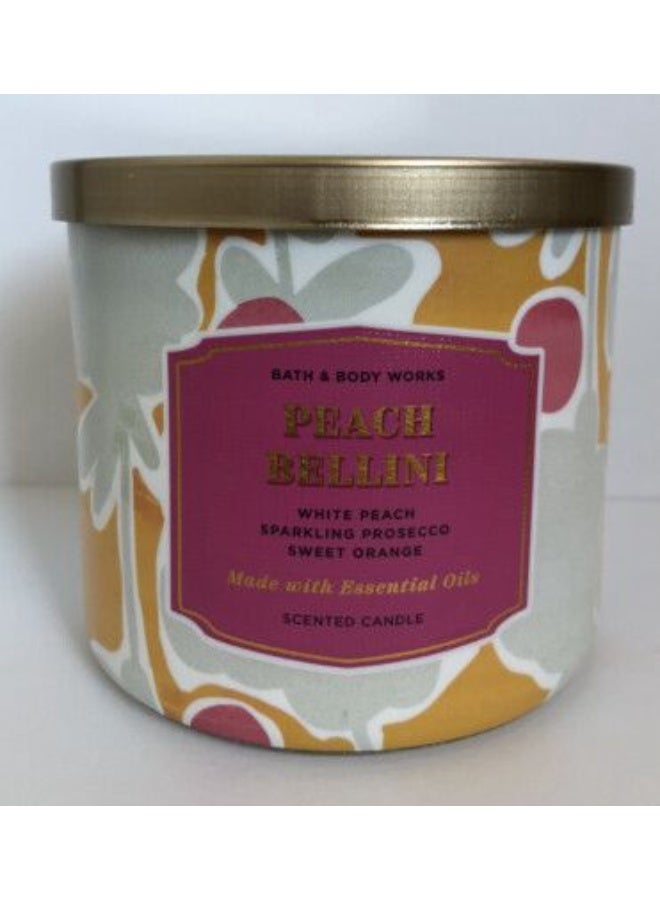 BATH & BODY WORKS
PEACH
BELLINI
WHITE PEACH
SPARKLING PROSECCO
SWEET ORANGE
Made with Essential Oils
SCENTED CANDLE